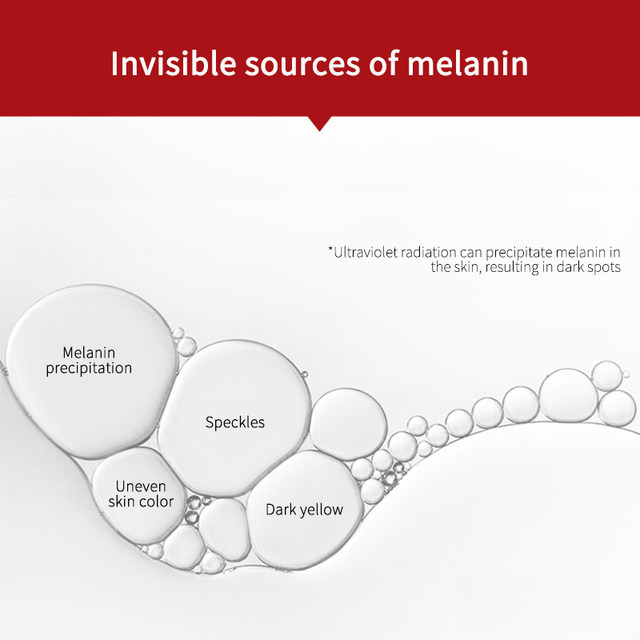 Invisible sources of melanin
*Ultraviolet radiation can precipitate melanin in
the skin, resulting in dark spots
Melanin
precipitation
Speckles
Uneven
skin color
Dark yellow